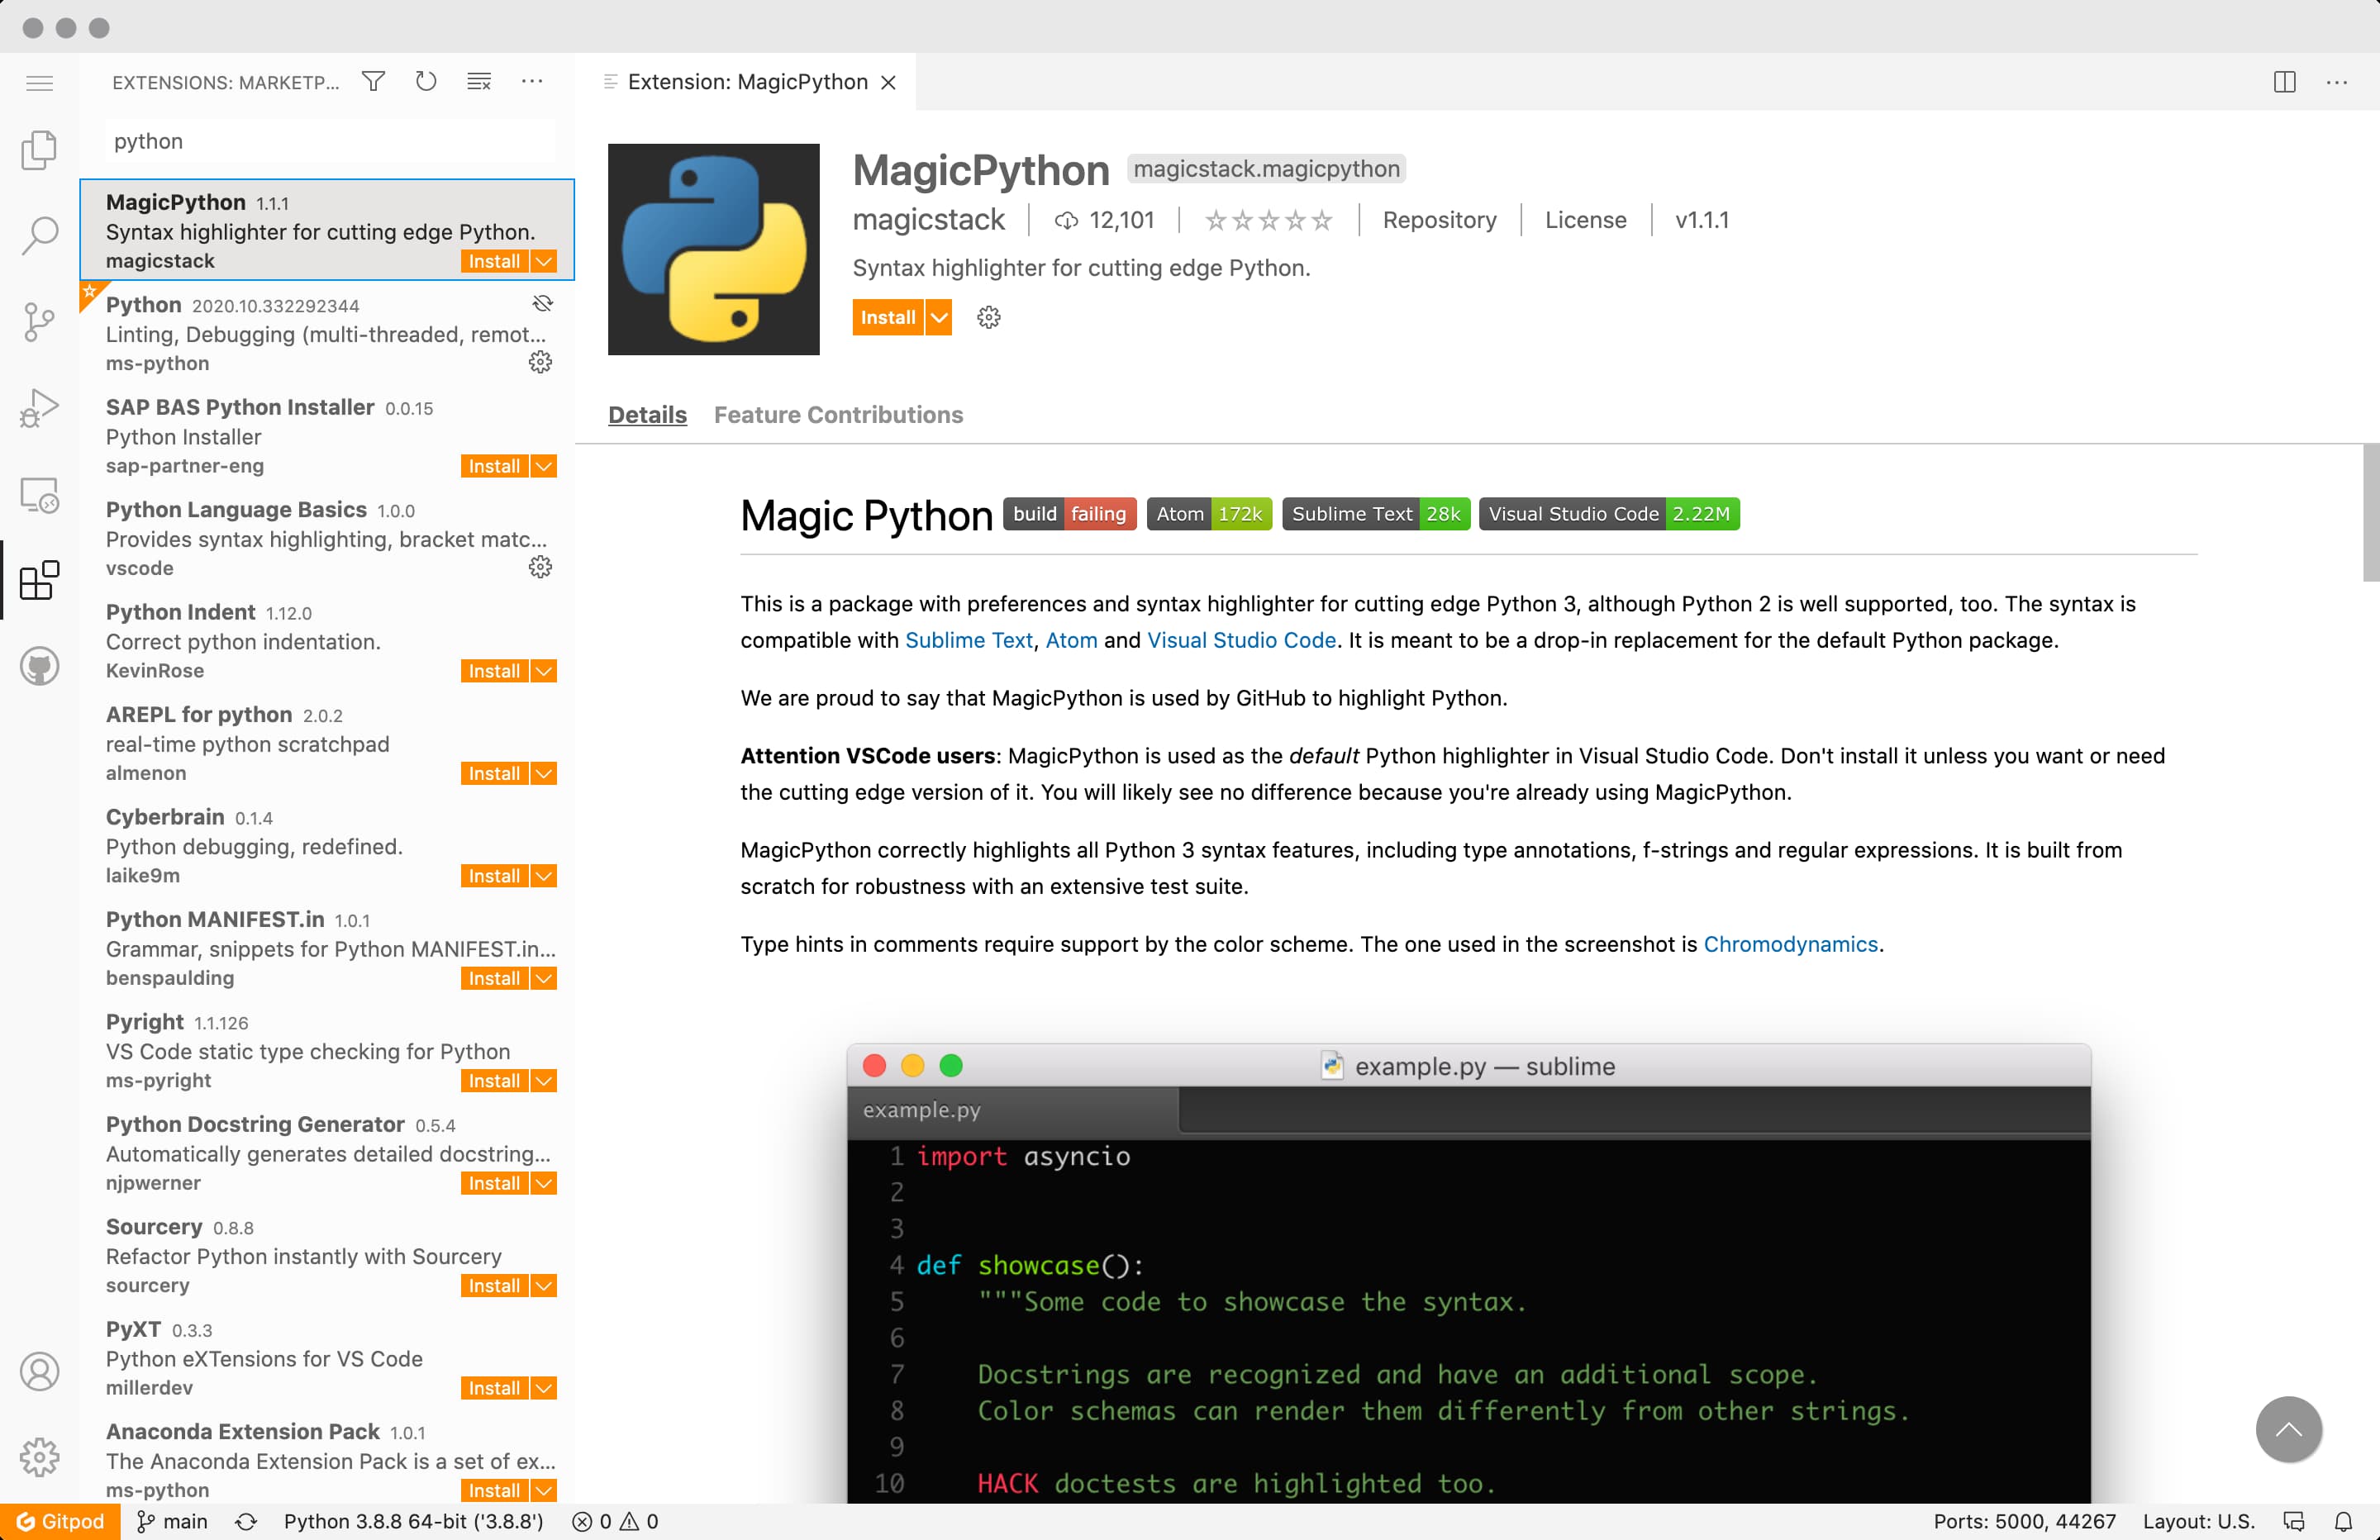 EXTENSIONS: MARKETP...
python
MagicPython 1.1.1
Syntax highlighter for cutting edge Python.
magicstack Install
Python 2020.10.332292344
Linting, Debugging (multi-threaded, remot...
ms-python
SAP BAS Python Installer 0.0.15
Python Installer
sap-partner-eng Install
Python Language Basics 1.0.0
Provides syntax highlighting, bracket matc...
vscode
Python Indent 1.12.0
Correct python indentation.
KevinRose Install
AREPL for python 2.0.2
real-time python scratchpad
almenon Install
Cyberbrain 0.1.4
Python debugging, redefined.
laike9m Install
Python MANIFEST.in 1.0.1
Grammar, snippets for Python MANIFEST.in...
benspaulding Install
Pyright 1.1.126
VS Code static type checking for Python
ms-pyright Install
Python Docstring Generator 0.5.4
Automatically generates detailed docstring...
njpwerner Install
Sourcery 0.8.8
Refactor Python instantly with Sourcery
sourcery Install
PyXT 0.3.3
Python eXTensions for VS Code
millerdev Install
Anaconda Extension Pack 1.0.1
The Anaconda Extension Pack is a set of ex...
ms-python Install
Extension: MagicPython
MagicPython magicstack.magicpython
magicstack 12,101 Repository License v1.1.1
Syntax highlighter for cutting edge Python.
Install
Details Feature Contributions
Magic Python build failing Atom 172k Sublime Text 28k Visual Studio Code 2.22M
This is a package with preferences and syntax highlighter for cutting edge Python 3, although Python 2 is well supported, too. The syntax is
compatible with Sublime Text, Atom and Visual Studio Code. It is meant to be a drop-in replacement for the default Python package.
We are proud to say that MagicPython is used by GitHub to highlight Python.
Attention VSCode users: MagicPython is used as the default Python highlighter in Visual Studio Code. Don't install it unless you want or need
the cutting edge version of it. You will likely see no difference because you're already using MagicPython.
MagicPython correctly highlights all Python 3 syntax features, including type annotations, f-strings and regular expressions. It is built from
scratch for robustness with an extensive test suite.
Type hints in comments require support by the color scheme. The one used in the screenshot is Chromodynamics.
example.py — sublime
example.py
1 import asyncio
2
3
4 def showcase():
5 """Some code to showcase the syntax.
6
7 Docstrings are recognized and have an additional scope.
8 Color schemas can render them differently from other strings.
9
10 HACK doctests are highlighted too.
Gitpod main Python 3.8.8 64-bit ('3.8.8') 0 0 Ports: 5000, 44267 Layout: U.S.